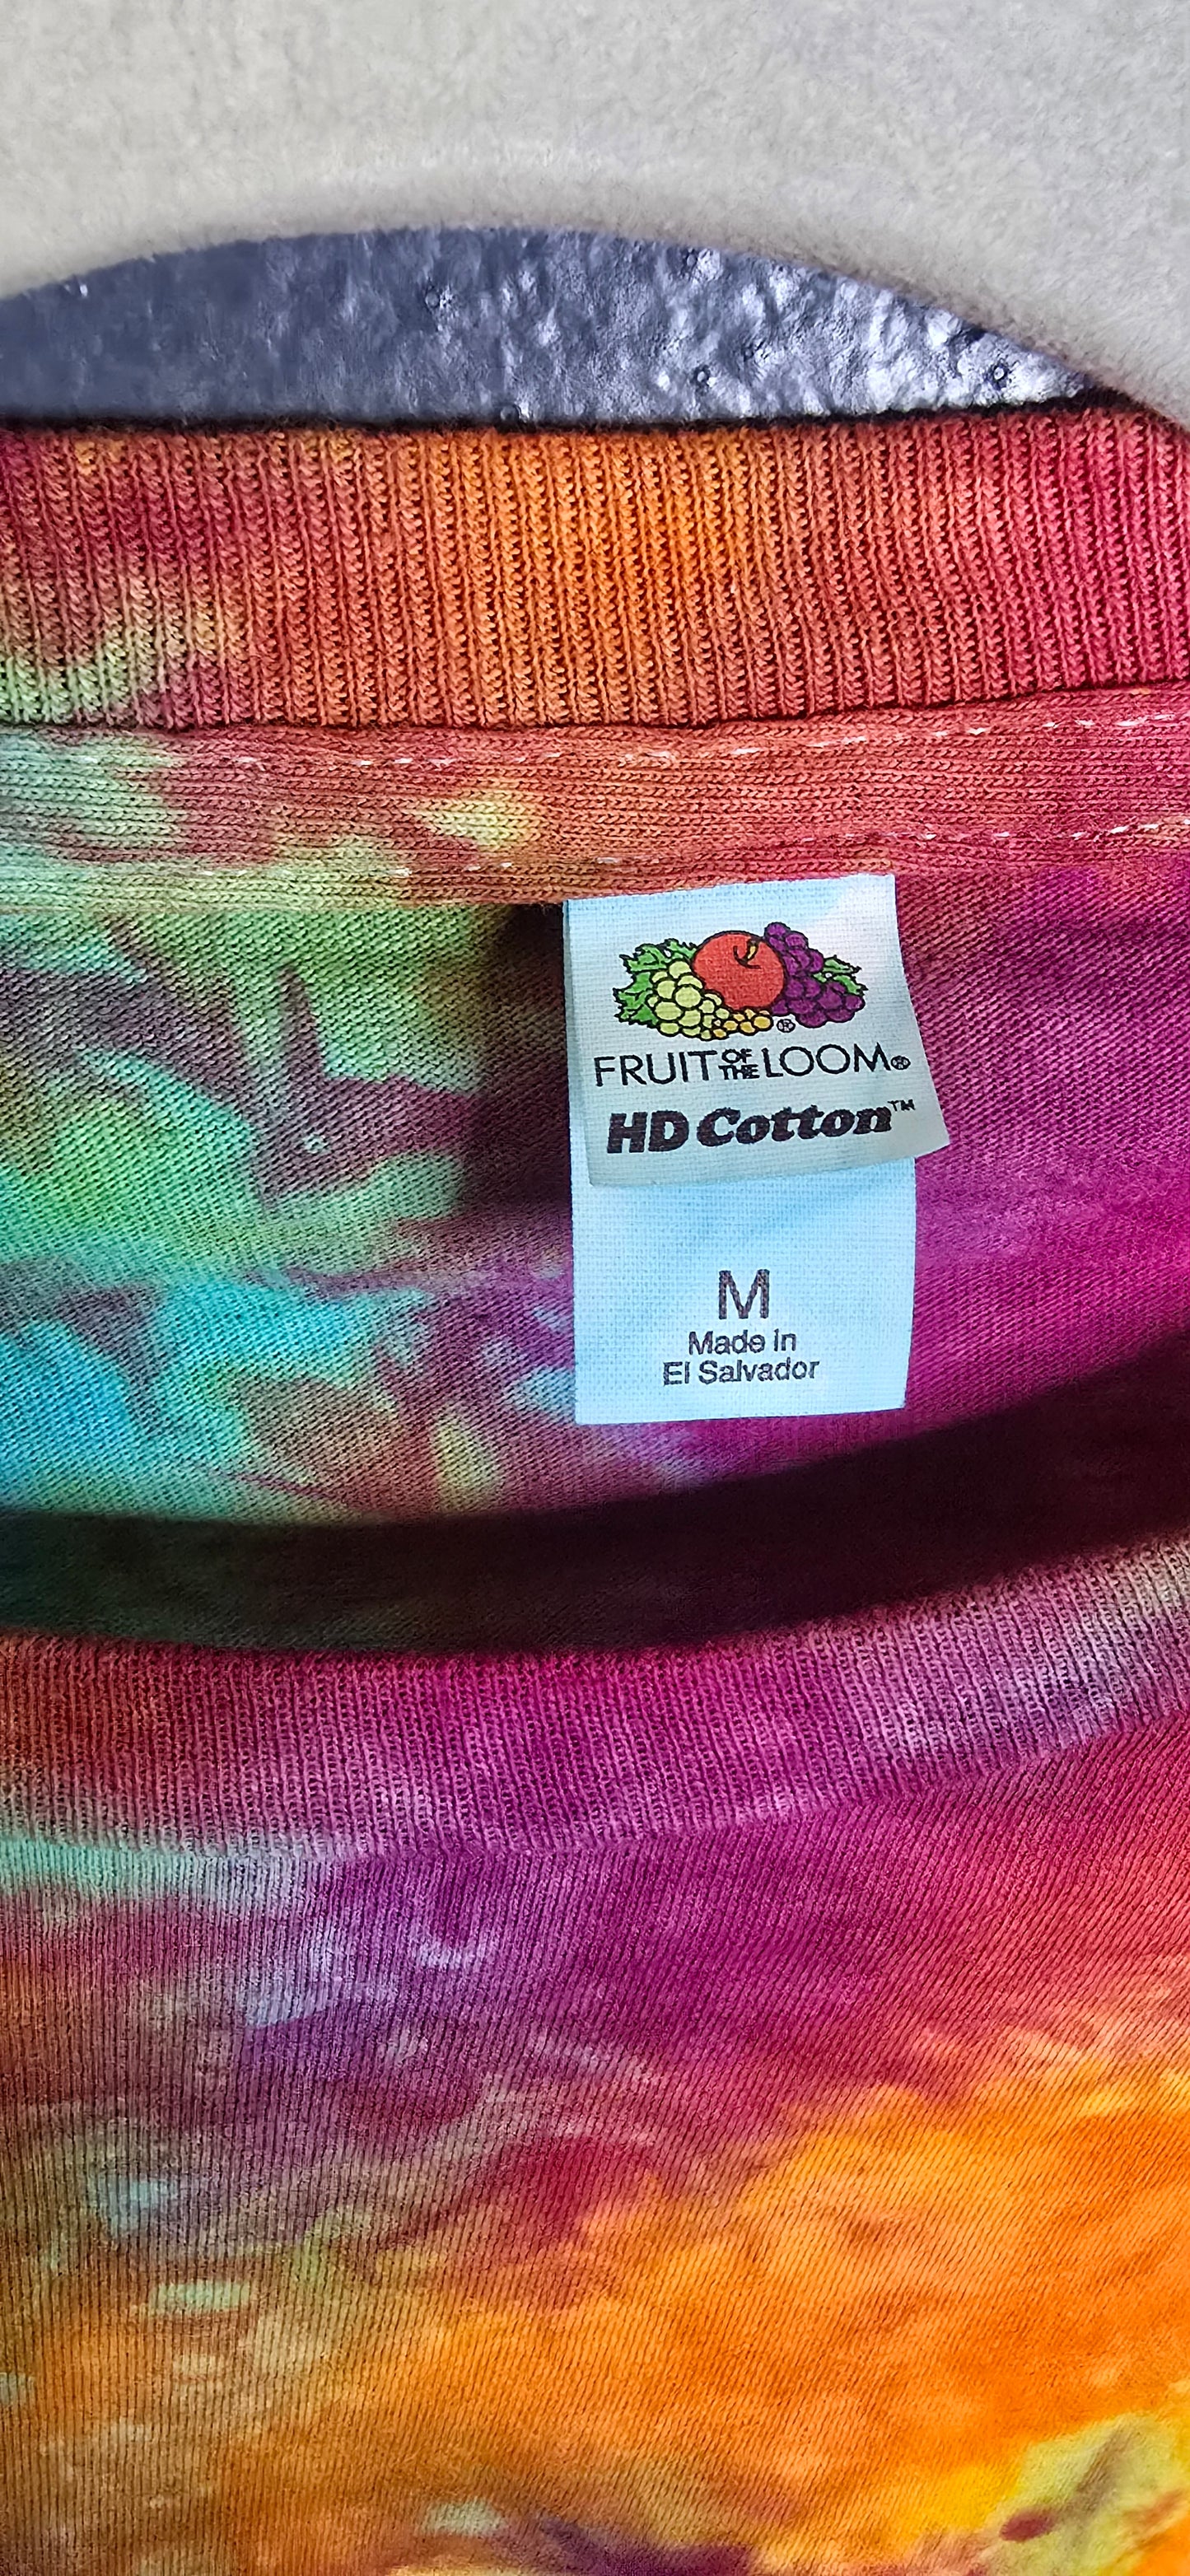 ®
FRUIT OF THE LOOM®
HD Cotton™
M
Made in
El Salvador